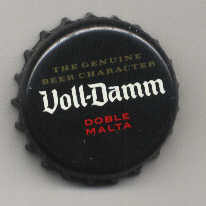 THE GENUINE
BEER CHARACTER
Voll-Damm
DOBLE
MALTA